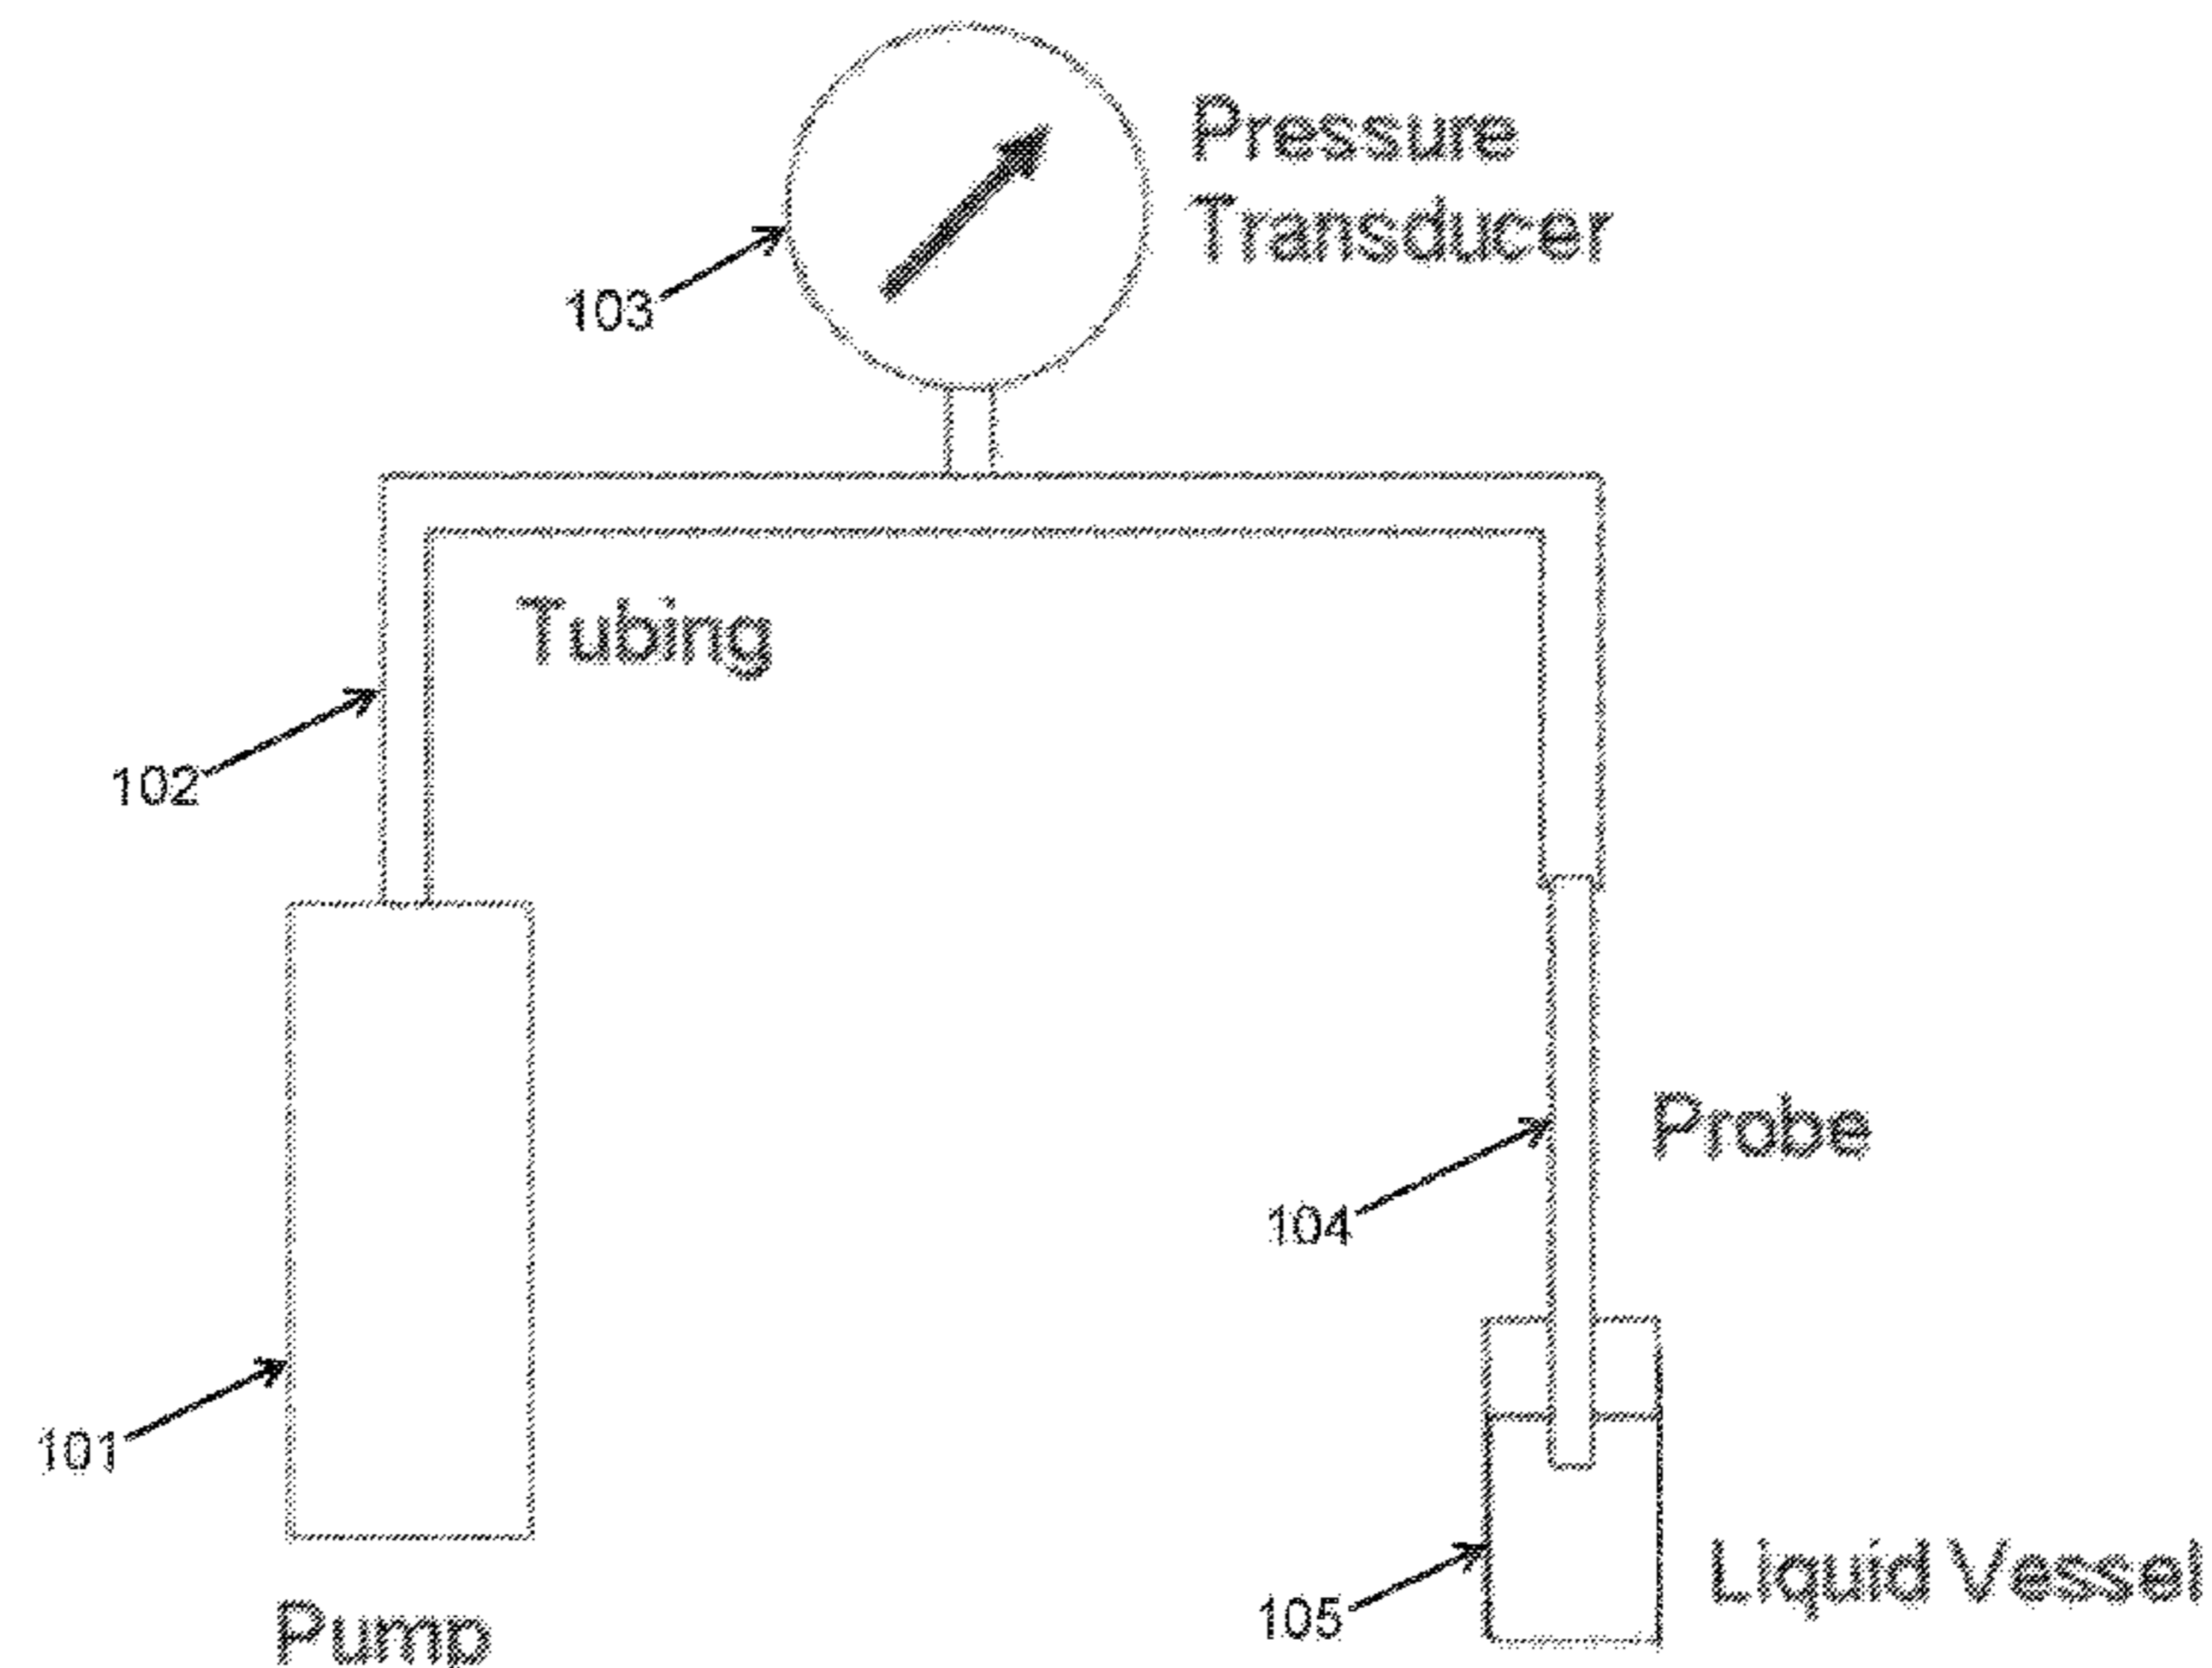 Pressure
Transducer
103
Tubing
102
Probe
104
101
Liquid Vessel
105
Pump